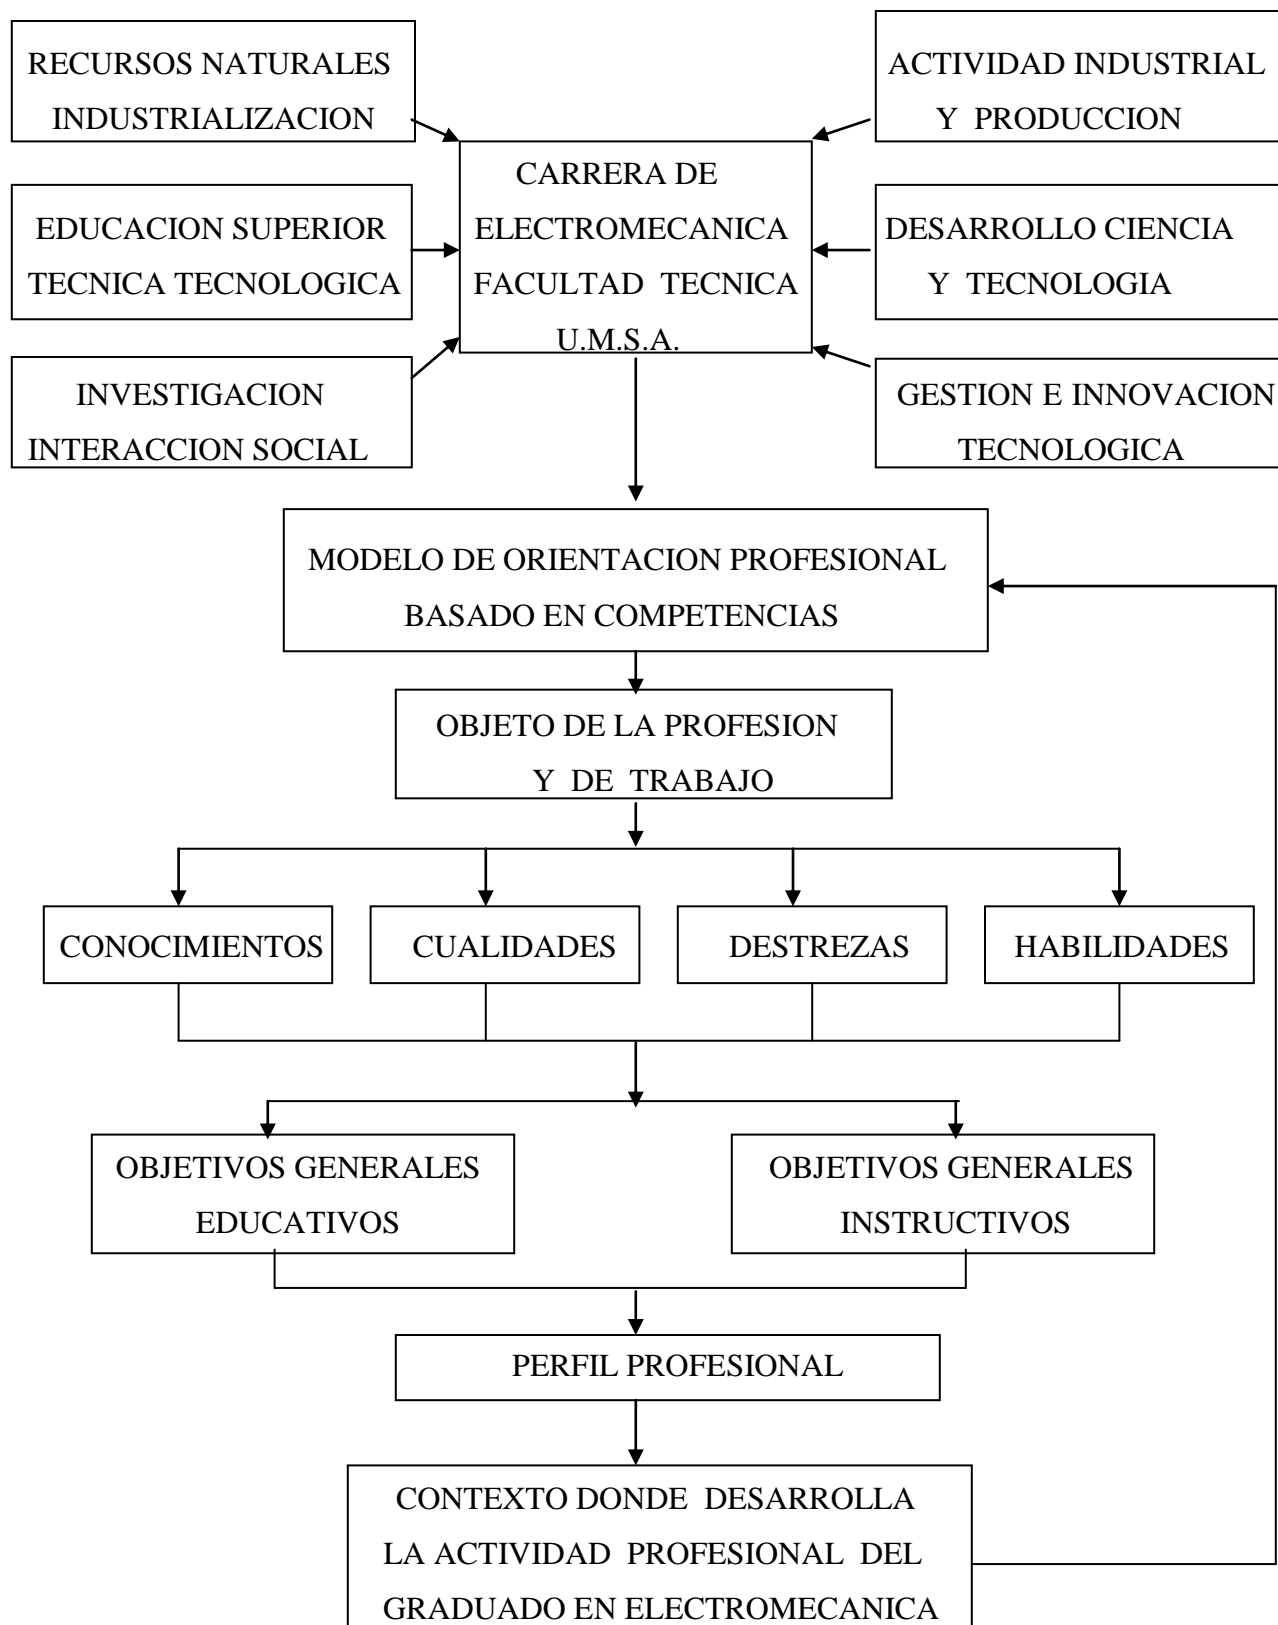 RECURSOS NATURALES
INDUSTRIALIZACION
ACTIVIDAD INDUSTRIAL
Y PRODUCCION
CARRERA DE
ELECTROMECANICA
FACULTAD TECNICA
U.M.S.A.
EDUCACION SUPERIOR
TECNICA TECNOLOGICA
DESARROLLO CIENCIA
Y TECNOLOGIA
INVESTIGACION
INTERACCION SOCIAL
GESTION E INNOVACION
TECNOLOGICA
MODELO DE ORIENTACION PROFESIONAL
BASADO EN COMPETENCIAS
OBJETO DE LA PROFESION
Y DE TRABAJO
CONOCIMIENTOS
CUALIDADES
DESTREZAS
HABILIDADES
OBJETIVOS GENERALES
EDUCATIVOS
OBJETIVOS GENERALES
INSTRUCTIVOS
PERFIL PROFESIONAL
CONTEXTO DONDE DESARROLLA
LA ACTIVIDAD PROFESIONAL DEL
GRADUADO EN ELECTROMECANICA